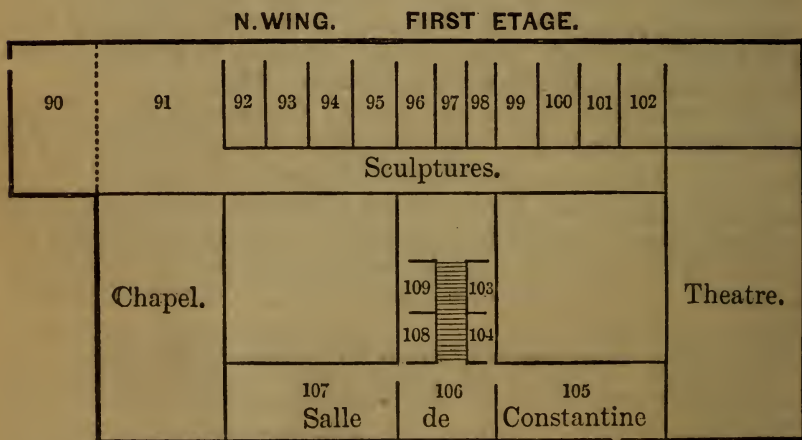 N. WING. FIRST ETAGE.
90 91 92 93 94 95 96 97 98 99 100 101 102
Sculptures.
Chapel. 109 103 Theatre.
108 104
107 106 105
Salle de Constantine